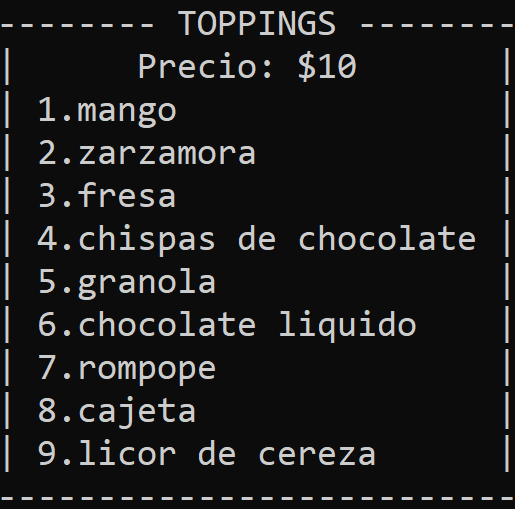 -------- TOPPINGS --------
|      Precio: $10       |
| 1.mango                |
| 2.zarzamora            |
| 3.fresa                |
| 4.chispas de chocolate |
| 5.granola              |
| 6.chocolate liquido    |
| 7.rompope              |
| 8.cajeta               |
| 9.licor de cereza      |
--------------------------